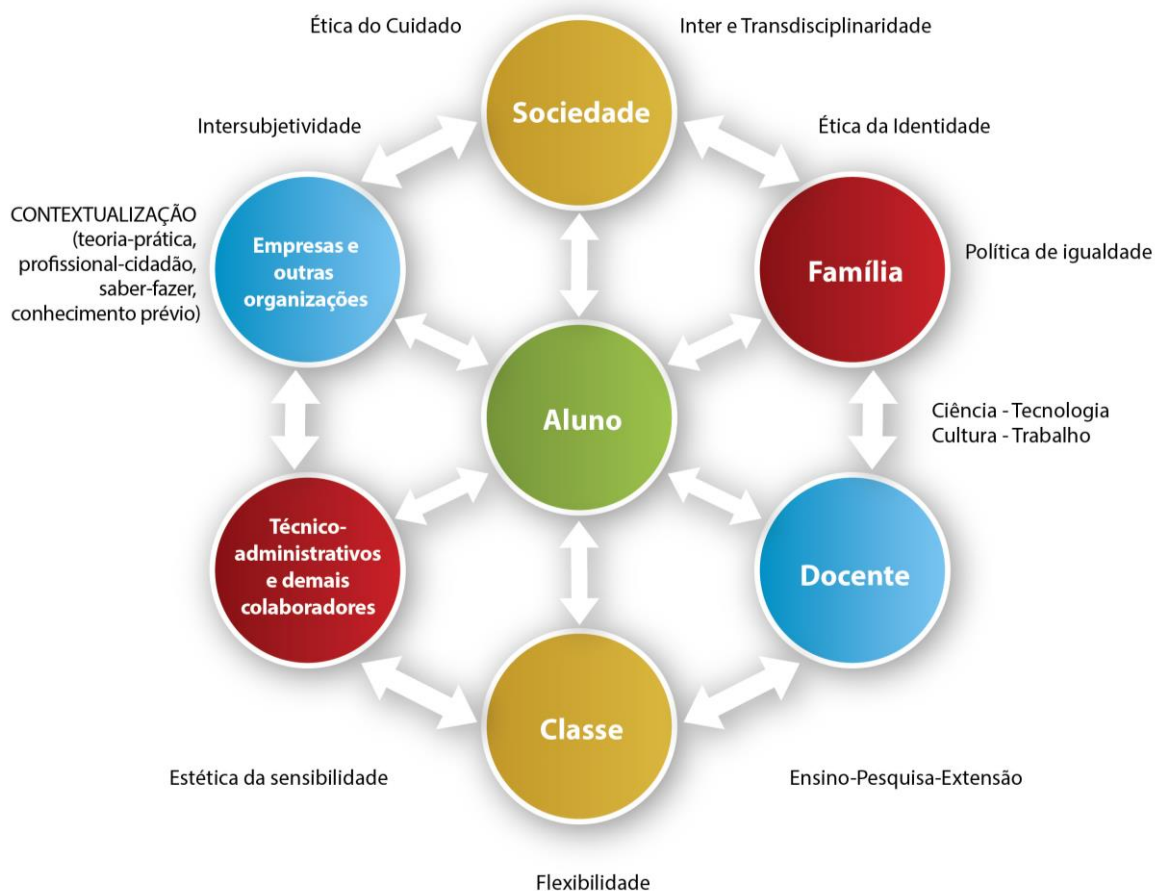 Ética do Cuidado
Inter e Transdisciplinaridade
Sociedade
Intersubjetividade
Ética da Identidade
CONTEXTUALIZAÇÃO
(teoria-prática,
profissional-cidadão,
saber-fazer,
conhecimento prévio)
Empresas e
outras
organizações
Família
Política de igualdade
Aluno
Ciência - Tecnologia
Cultura - Trabalho
Técnico-
administrativos
e demais
colaboradores
Docente
Classe
Estética da sensibilidade
Ensino-Pesquisa-Extensão
Flexibilidade